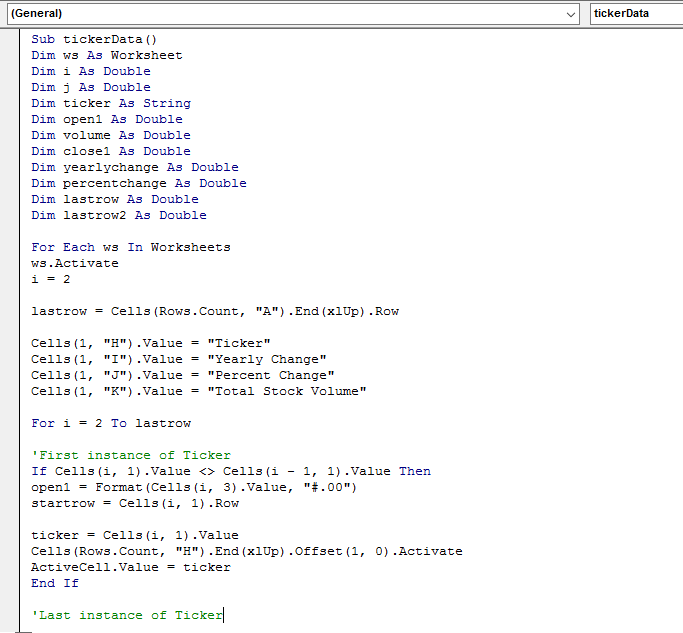 (General)
tickerData
Sub tickerData()
Dim ws As Worksheet
Dim i As Double
Dim j As Double
Dim ticker As String
Dim open1 As Double
Dim volume As Double
Dim close1 As Double
Dim yearlychange As Double
Dim percentchange As Double
Dim lastrow As Double
Dim lastrow2 As Double
For Each ws In Worksheets
ws.Activate
i = 2
lastrow = Cells(Rows.Count, "A").End(xlUp).Row
Cells(1, "H").Value = "Ticker"
Cells(1, "I").Value = "Yearly Change"
Cells(1, "J").Value = "Percent Change"
Cells(1, "K").Value = "Total Stock Volume"
For i = 2 To lastrow
'First instance of Ticker
If Cells(i, 1).Value <> Cells(i - 1, 1).Value Then
open1 = Format(Cells(i, 3).Value, "#.00")
startrow = Cells(i, 1).Row
ticker = Cells(i, 1).Value
Cells(Rows.Count, "H").End(xlUp).Offset(1, 0).Activate
ActiveCell.Value = ticker
End If
'Last instance of Ticker